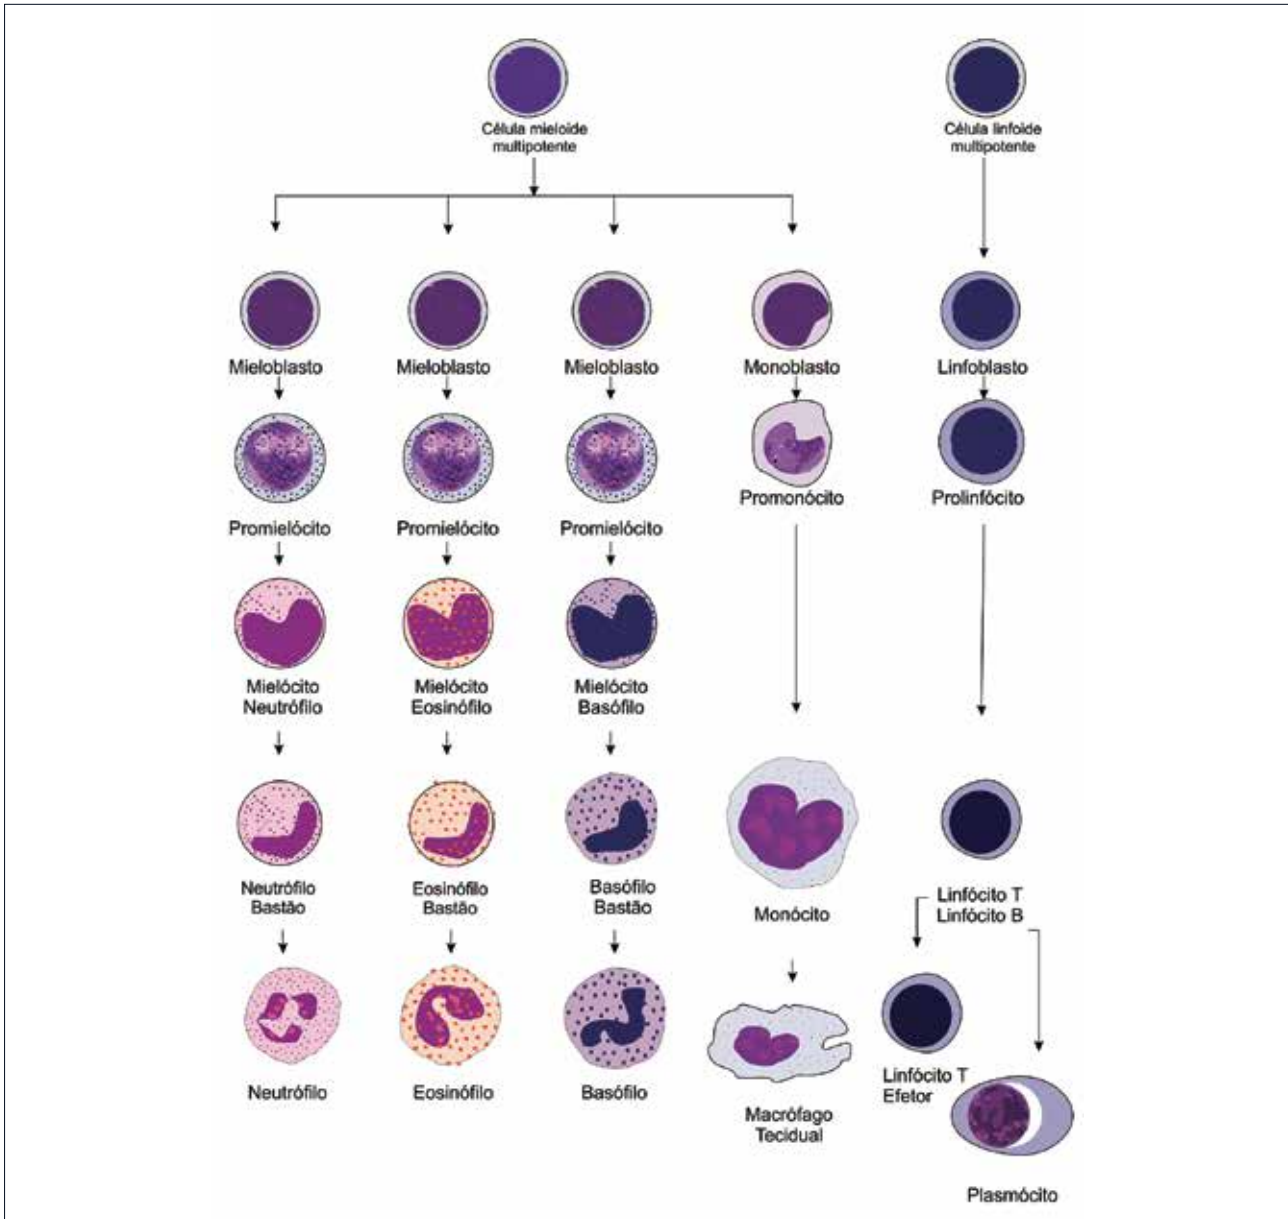 Célula mieloide
multipotente
Célula linfoide
multipotente
Mieloblasto
Mieloblasto
Mieloblasto
Monoblasto
Linfoblasto
Promielócito
Promielócito
Promielócito
Promonócito
Prolinfócito
Mielócito
Neutrófilo
Mielócito
Eosinófilo
Mielócito
Basófilo
Neutrófilo
Bastão
Eosinófilo
Bastão
Basófilo
Bastão
Monócito
Linfócito T
Linfócito B
Neutrófilo
Eosinófilo
Basófilo
Macrófago
Tecidual
Linfócito T
Efetor
Plasmócito